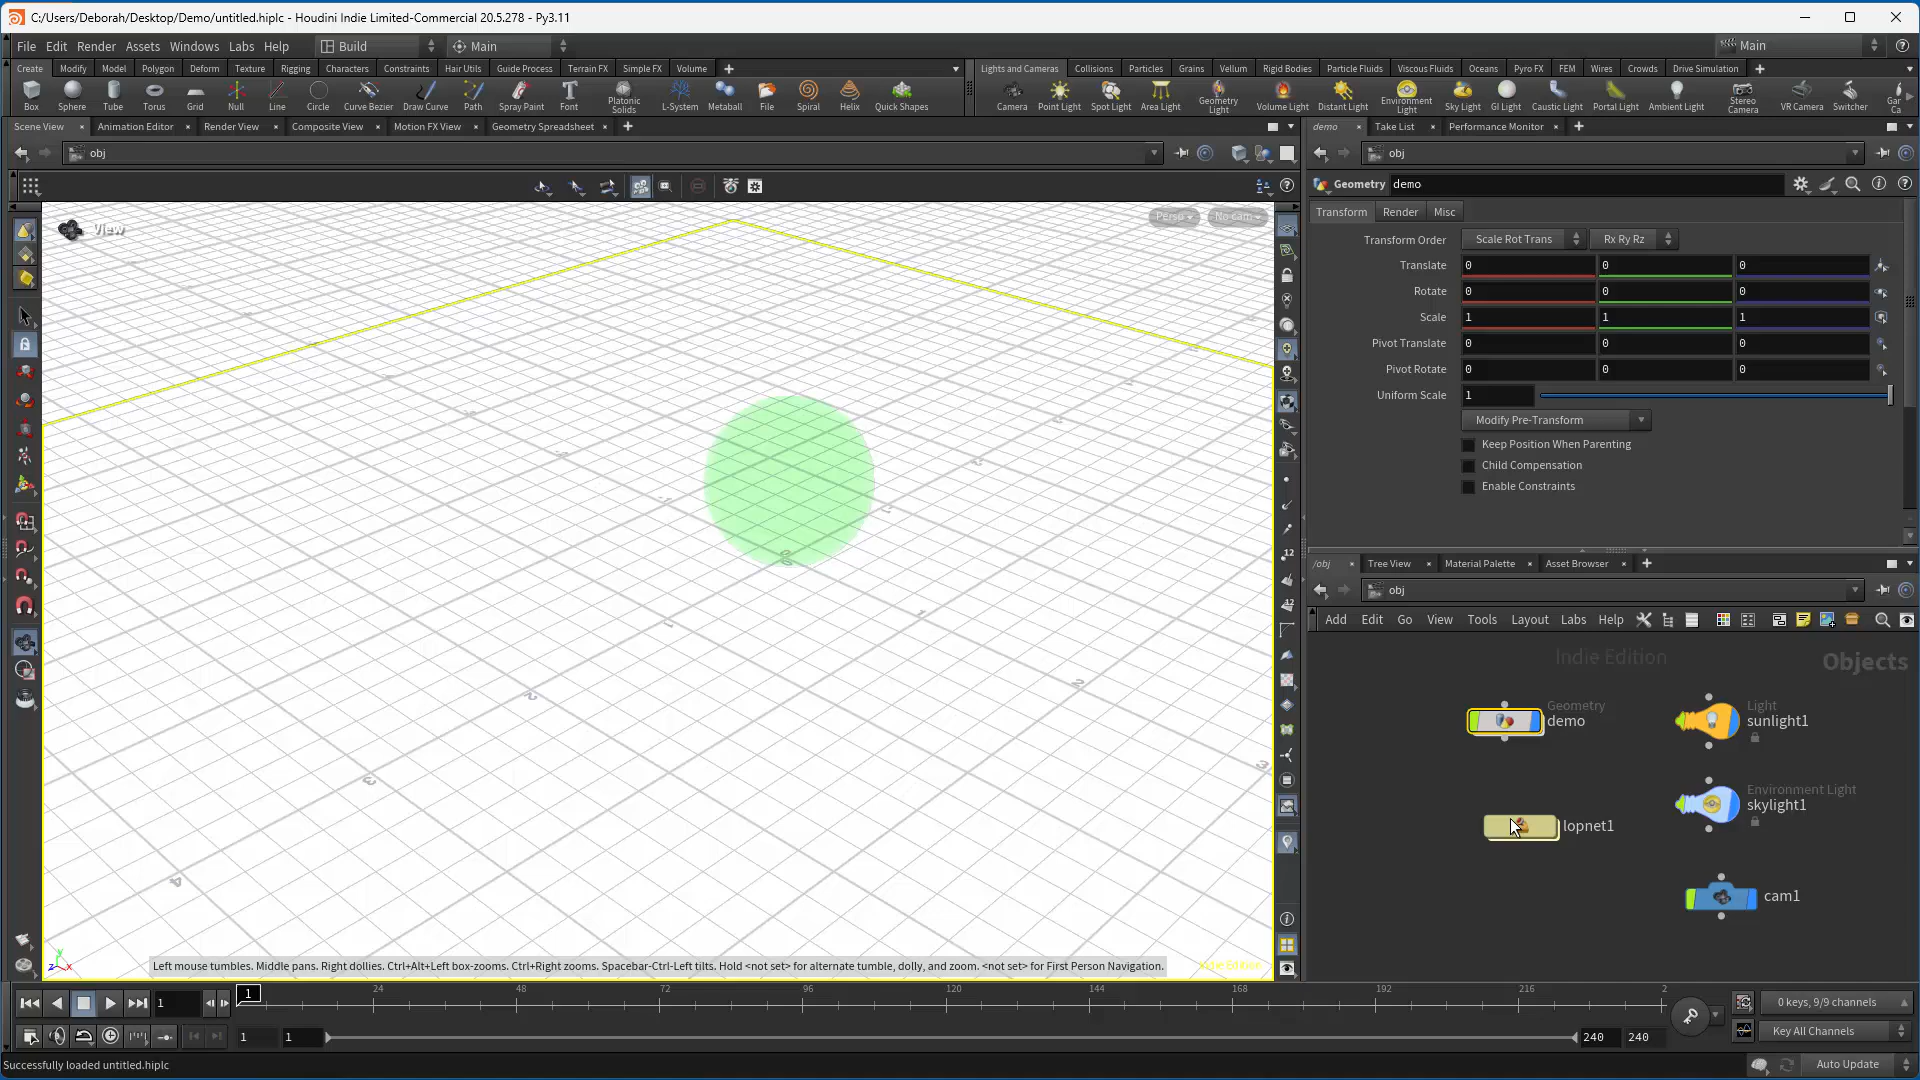 C:/Users/Deborah/Desktop/Demo/untitled.hiplc - Houdini Indie Limited-Commercial 20.5.278 - Py3.11
File Edit Render Assets Windows Labs Help Build Main Main
Create Modify Model Polygon Deform Texture Rigging Characters Constraints Hair Utils Guide Process Terrain FX Simple FX Volume
Lights and Cameras Collisions Particles Grains Vellum Rigid Bodies Particle Fluids Viscous Fluids Oceans Pyro FX FEM Wires Crowds Drive Simulation
Box Sphere Tube Torus Grid Null Line Circle Curve Bezier Draw Curve Path Spray Paint Font Platonic Solids L-System Metaball File Spiral Helix Quick Shapes
Camera Point Light Spot Light Area Light Geometry Light Volume Light Distant Light Environment Light Sky Light GI Light Caustic Light Portal Light Ambient Light Stereo Camera VR Camera Switcher Gar Ca
Scene View Animation Editor Render View Composite View Motion FX View Geometry Spreadsheet
demo Take List Performance Monitor
obj
obj
Geometry demo
View
Persp No cam
Transform Render Misc
Transform Order Scale Rot Trans Rx Ry Rz
Translate 0 0 0
Rotate 0 0 0
Scale 1 1 1
Pivot Translate 0 0 0
Pivot Rotate 0 0 0
Uniform Scale 1
Modify Pre-Transform
Keep Position When Parenting
Child Compensation
Enable Constraints
/obj Tree View Material Palette Asset Browser
obj
Add Edit Go View Tools Layout Labs Help
Indie Edition
Objects
Geometry
demo
Light
sunlight1
Environment Light
skylight1
lopnet1
cam1
Left mouse tumbles. Middle pans. Right dollies. Ctrl+Alt+Left box-zooms. Ctrl+Right zooms. Spacebar-Ctrl-Left tilts. Hold <not set> for alternate tumble, dolly, and zoom. <not set> for First Person Navigation.
Indie Edition
1 1 24 48 72 96 120 144 168 192 216 2
0 keys, 9/9 channels
1 1 240 240
Key All Channels
Successfully loaded untitled.hiplc
Auto Update